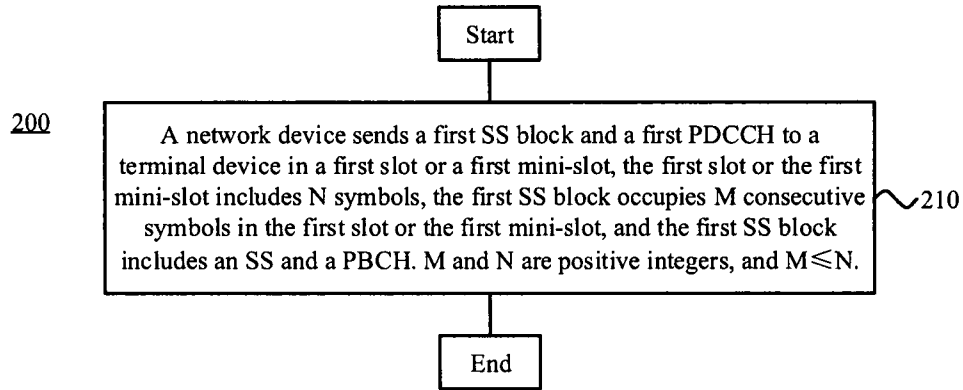 Start
200
A network device sends a first SS block and a first PDCCH to a
terminal device in a first slot or a first mini-slot, the first slot or the first
mini-slot includes N symbols, the first SS block occupies M consecutive
symbols in the first slot or the first mini-slot, and the first SS block
includes an SS and a PBCH. M and N are positive integers, and M⩽N.
210
End